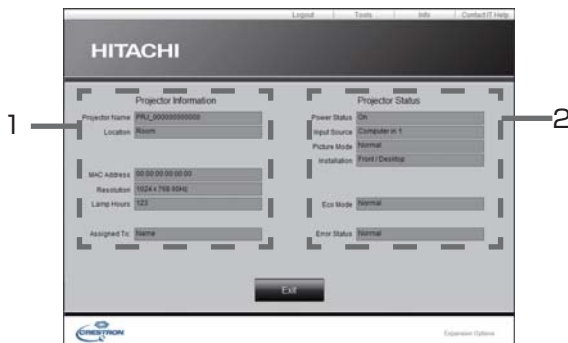 Logout Tools Info Contact IT Help
HITACHI
1
2
Projector Information
Projector Name PRJ_000000000000
Location Room
MAC Address 00:00:00:00:00:00
Resolution 1024 x 768 60Hz
Lamp Hours 123
Assigned To: Name
Projector Status
Power Status On
Input Source Computer in 1
Picture Mode Normal
Installation Front / Desktop
Eco Mode Normal
Error Status Normal
Exit
CRESTRON
Expansion Options